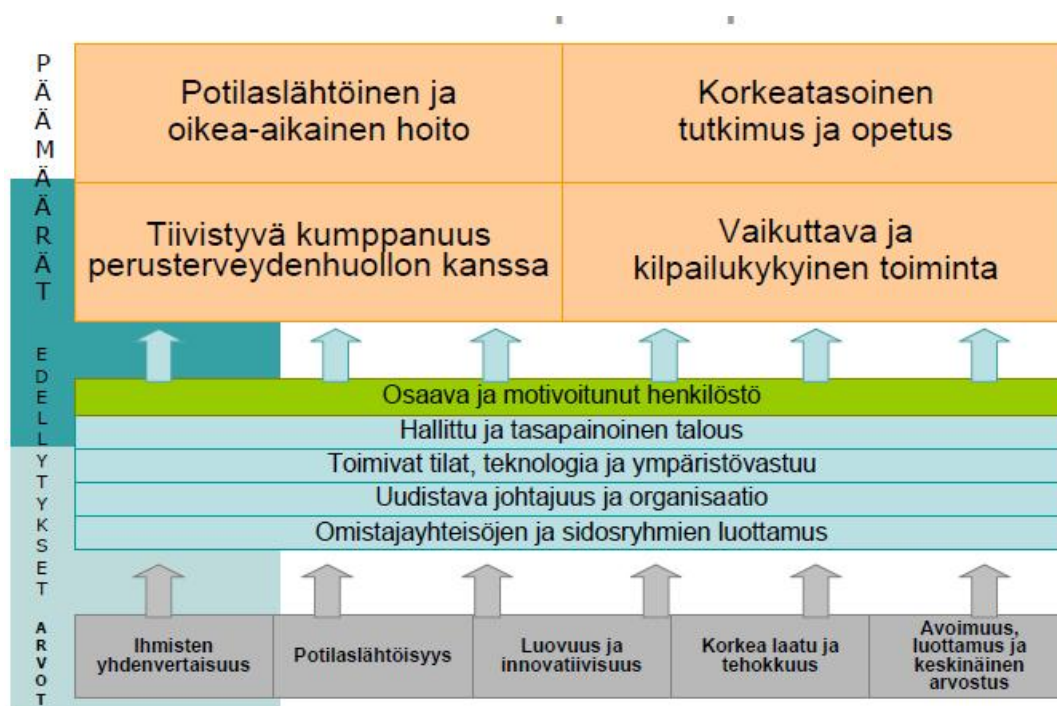 PÄÄMÄÄRÄT
Potilaslähtöinen ja
oikea-aikainen hoito
Korkeatasoinen
tutkimus ja opetus
Tiivistyvä kumppanuus
perusterveydenhuollon kanssa
Vaikuttava ja
kilpailukykyinen toiminta
EDELLYTYKSET
Osaava ja motivoitunut henkilöstö
Hallittu ja tasapainoinen talous
Toimivat tilat, teknologia ja ympäristövastuu
Uudistava johtajuus ja organisaatio
Omistajayhteisöjen ja sidosryhmien luottamus
ARVOT
Ihmisten
yhdenvertaisuus
Potilaslähtöisyys
Luovuus ja
innovatiivisuus
Korkea laatu ja
tehokkuus
Avoimuus,
luottamus ja
keskinäinen
arvostus